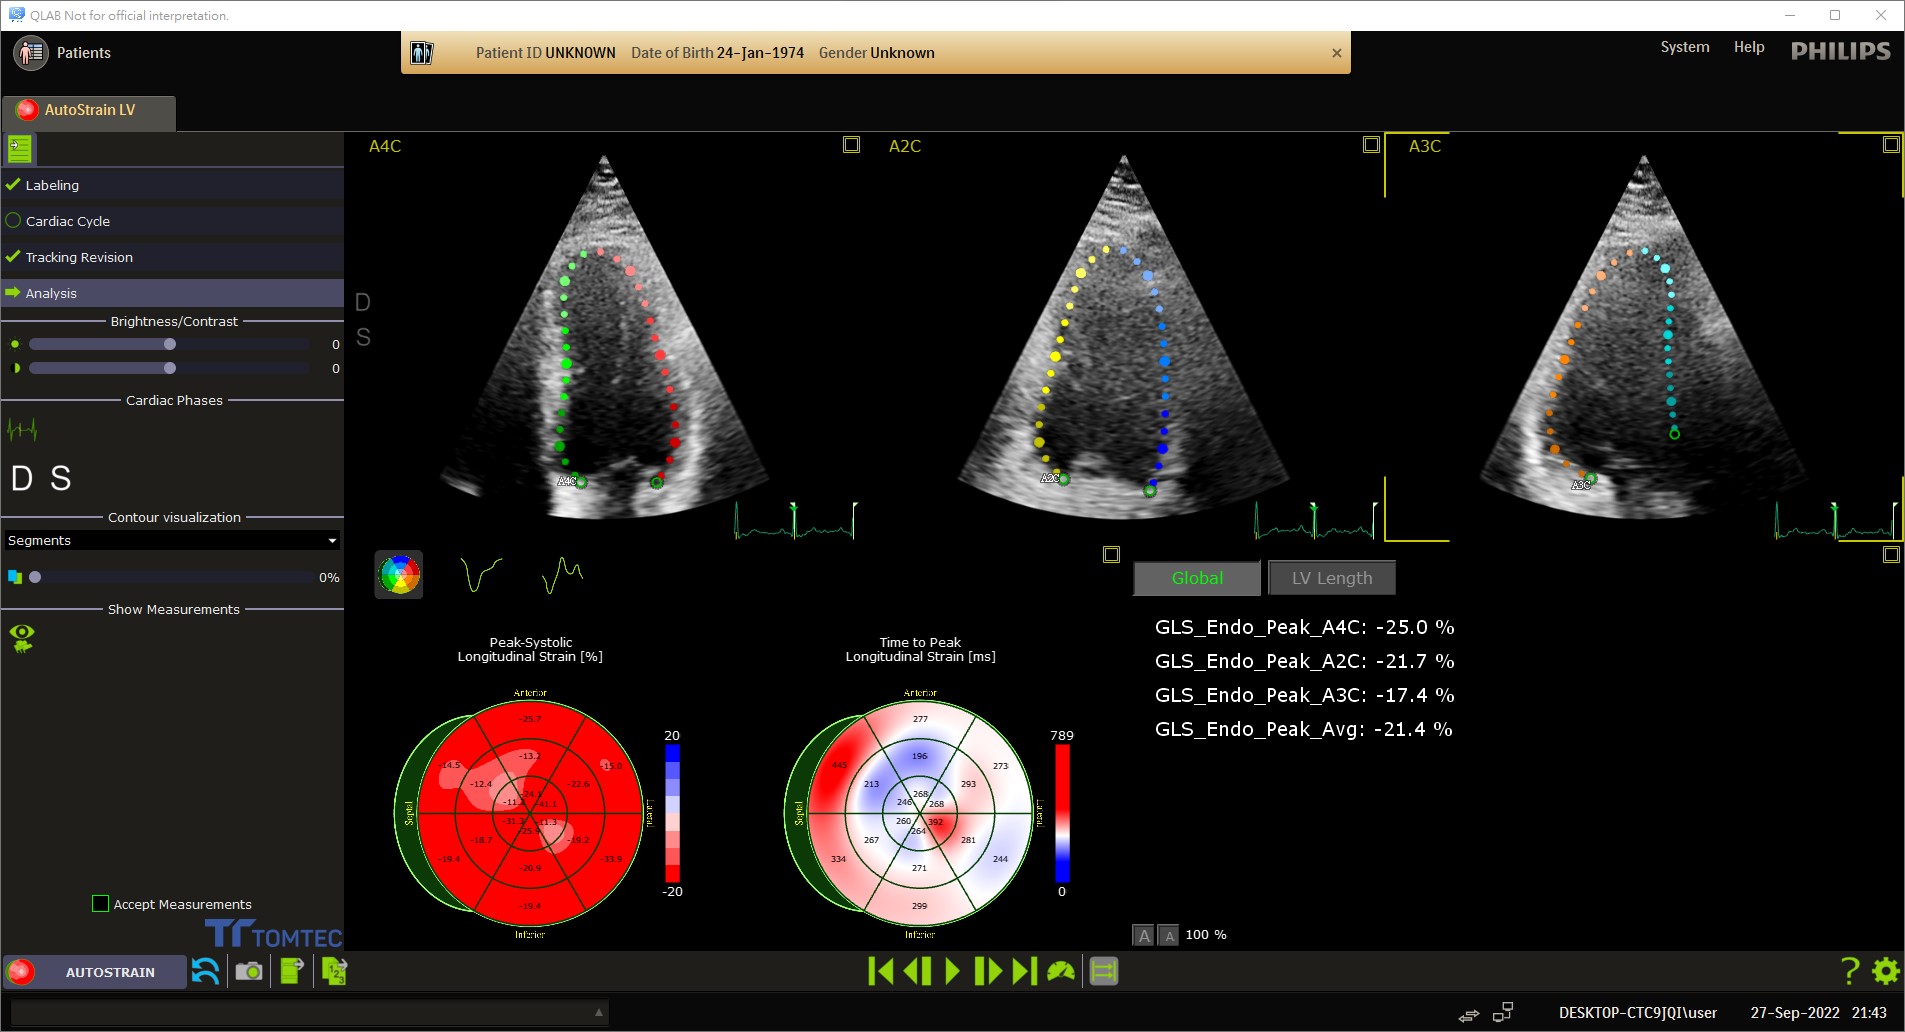 QLAB Not for official interpretation.
Patients
Patient ID UNKNOWN Date of Birth 24-Jan-1974 Gender Unknown
System Help PHILIPS
AutoStrain LV
Labeling
Cardiac Cycle
Tracking Revision
Analysis
Brightness/Contrast
0
0
Cardiac Phases
D S
Contour visualization
Segments
0%
Show Measurements
Accept Measurements
TOMTEC
A4C
A2C
A3C
D
S
A4C
A2C
A3C
Peak-Systolic
Longitudinal Strain [%]
Anterior
-25.7
-13.2
-14.5
-15.0
-12.4
-22.6
-24.1
-11.2
-41.1
Septal
Lateral
-31.3
-11.3
-25.9
-18.7
-19.2
-19.4
-33.9
-20.9
-19.4
Inferior
20
-20
Time to Peak
Longitudinal Strain [ms]
Anterior
277
196
445
273
213
293
268
246
268
Septal
Lateral
260
392
264
267
281
334
244
271
299
Inferior
789
0
Global
LV Length
GLS_Endo_Peak_A4C: -25.0 %
GLS_Endo_Peak_A2C: -21.7 %
GLS_Endo_Peak_A3C: -17.4 %
GLS_Endo_Peak_Avg: -21.4 %
A A 100 %
AUTOSTRAIN
DESKTOP-CTC9JQI\user 27-Sep-2022 21:43